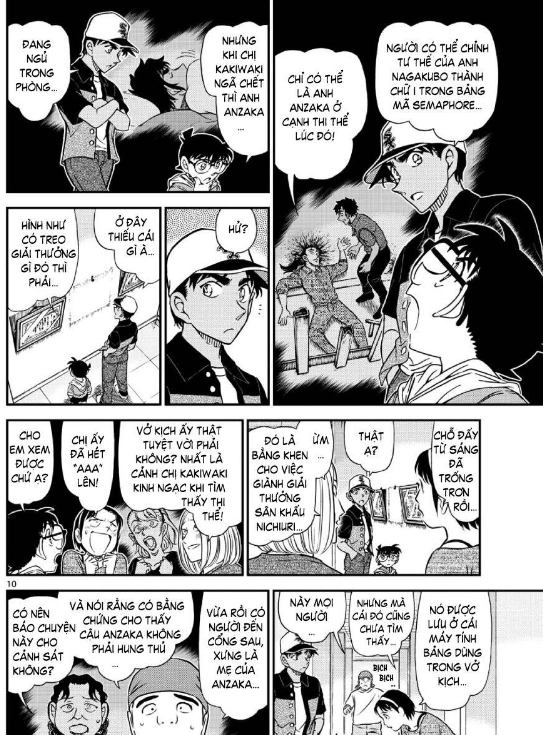 NGƯỜI CÓ THỂ CHỈNH
TƯ THẾ CỦA ANH
NAGAKUBO THÀNH
CHỮ I TRONG BẢNG
MÃ SEMAPHORE...
CHỈ CÓ THỂ
LÀ ANH
ANZAKA Ở
CẠNH THI THỂ
LÚC ĐÓ!
NHƯNG
KHI CHỊ
KAKIWAKI
NGÃ CHẾT
THÌ ANH
ANZAKA
...
ĐANG
NGỦ
TRONG
PHÒNG...
HỬ?
Ở ĐÂY
THIẾU CÁI
GÌ À...
HÌNH NHƯ
CÓ TREO
GIẢI THƯỞNG
GÌ ĐÓ THÌ
PHẢI...
CHỖ ĐẤY
TỪ SÁNG
ĐÃ
TRỐNG
TRƠN
RỒI...
THẬT
Ạ?
ỪM
...
ĐÓ LÀ
BẰNG KHEN
CHO VIỆC
GIÀNH GIẢI
THƯỞNG
SÂN KHẤU
NICHIURI...
VỞ KỊCH ẤY THẬT
TUYỆT VỜI PHẢI
KHÔNG? NHẤT LÀ
CẢNH CHỊ KAKIWAKI
KINH NGẠC KHI TÌM
THẤY THI
THỂ!
CHỊ ẤY
ĐÃ HÉT
"AAA"
LÊN!
CHO
EM XEM
ĐƯỢC
CHỨ Ạ?
10
NÓ ĐƯỢC
LƯU Ở CÁI
MÁY TÍNH
BẢNG DÙNG
TRONG VỞ
KỊCH...
NHƯNG MÀ
CÁI ĐÓ CŨNG
CHƯA TÌM
THẤY...
BỊCH
BỊCH
NÀY MỌI
NGƯỜI
...
VỪA RỒI CÓ
NGƯỜI ĐẾN
CỔNG SAU,
XƯNG LÀ
MẸ CỦA
ANZAKA...
VÀ NÓI RẰNG CÓ BẰNG
CHỨNG CHO THẤY
CẬU ANZAKA KHÔNG
PHẢI HUNG THỦ
...
CÓ NÊN
BÁO CHUYỆN
NÀY CHO
CẢNH SÁT
KHÔNG?